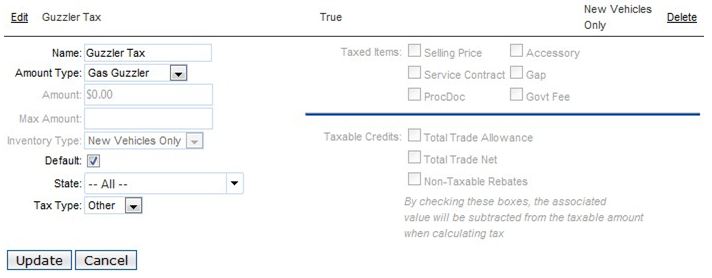 Edit Guzzler Tax True New Vehicles Only Delete
Name: Guzzler Tax
Amount Type: Gas Guzzler
Amount: $0.00
Max Amount:
Inventory Type: New Vehicles Only
Default:
State: -- All --
Tax Type: Other
Taxed Items: Selling Price Accessory
Service Contract Gap
ProcDoc Govt Fee
Taxable Credits: Total Trade Allowance
Total Trade Net
Non-Taxable Rebates
By checking these boxes, the associated
value will be subtracted from the taxable amount
when calculating tax
Update Cancel